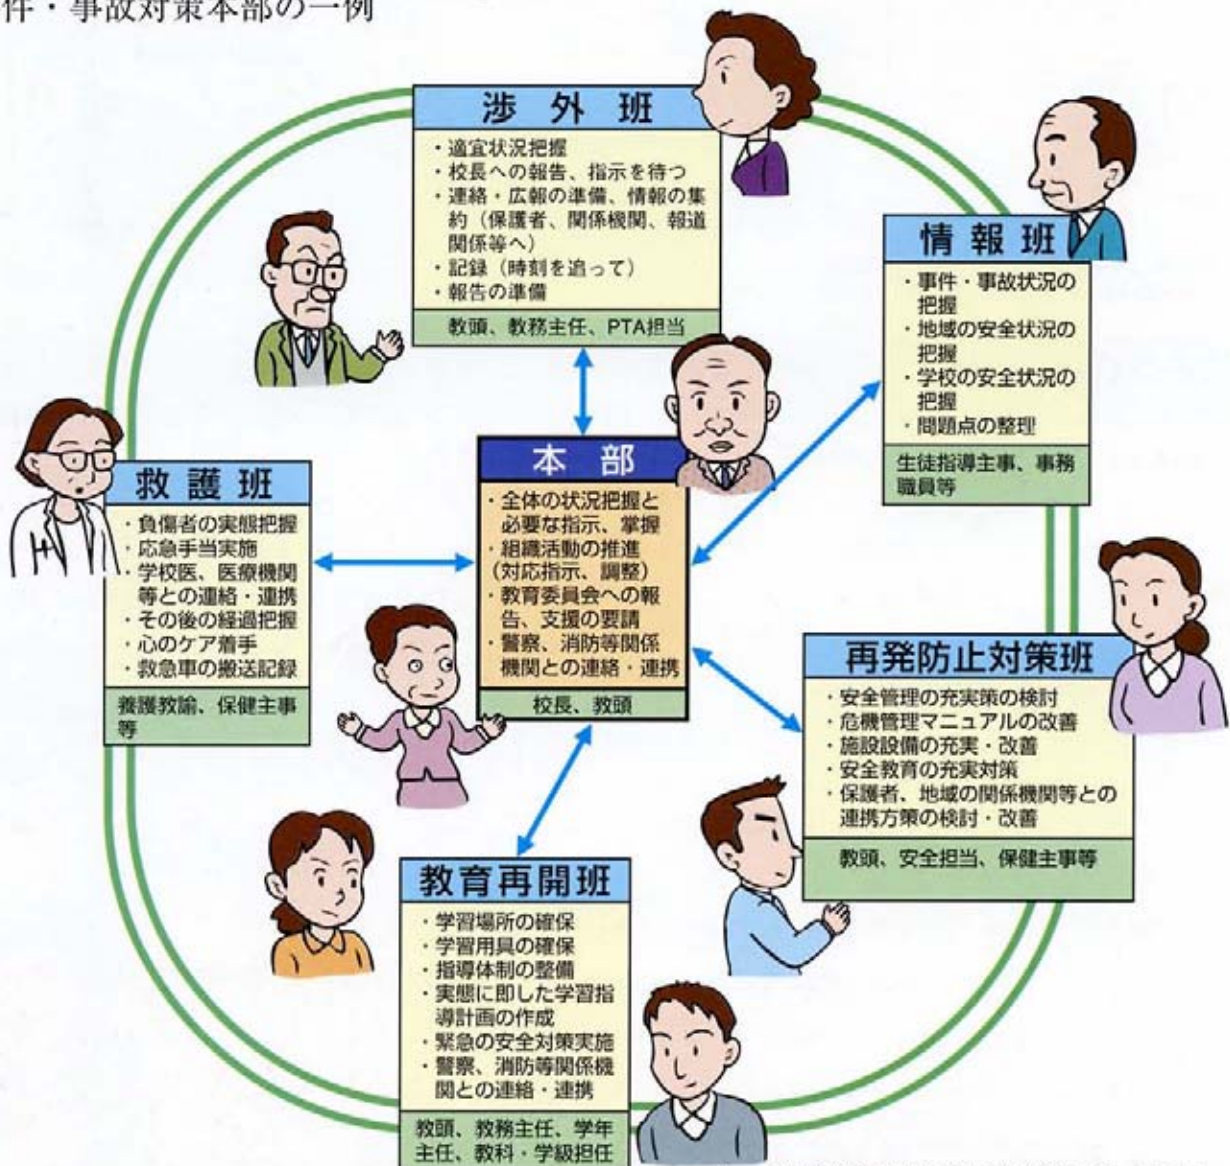 件・事故対策本部の一例
渉外班
・適宜状況把握
・校長への報告、指示を待つ
・連絡・広報の準備、情報の集
約（保護者、関係機関、報道
関係等へ）
・記録（時刻を追って）
・報告の準備
教頭、教務主任、PTA担当
情報班
・事件・事故状況の
把握
・地域の安全状況の
把握
・学校の安全状況の
把握
・問題点の整理
生徒指導主事、事務
職員等
本部
・全体の状況把握と
必要な指示、掌握
・組織活動の推進
（対応指示、調整）
・教育委員会への報
告、支援の要請
・警察、消防等関係
機関との連絡・連携
校長、教頭
救護班
・負傷者の実態把握
・応急手当実施
・学校医、医療機関
等との連絡・連携
・その後の経過把握
・心のケア着手
・救急車の搬送記録
養護教諭、保健主事
等
再発防止対策班
・安全管理の充実策の検討
・危機管理マニュアルの改善
・施設設備の充実・改善
・安全教育の充実対策
・保護者、地域の関係機関等との
連携方策の検討・改善
教頭、安全担当、保健主事等
教育再開班
・学習場所の確保
・学習用具の確保
・指導体制の整備
・実態に即した学習指
導計画の作成
・緊急の安全対策実施
・警察、消防等関係機
関との連絡・連携
教頭、教務主任、学年
主任、教科・学級担任